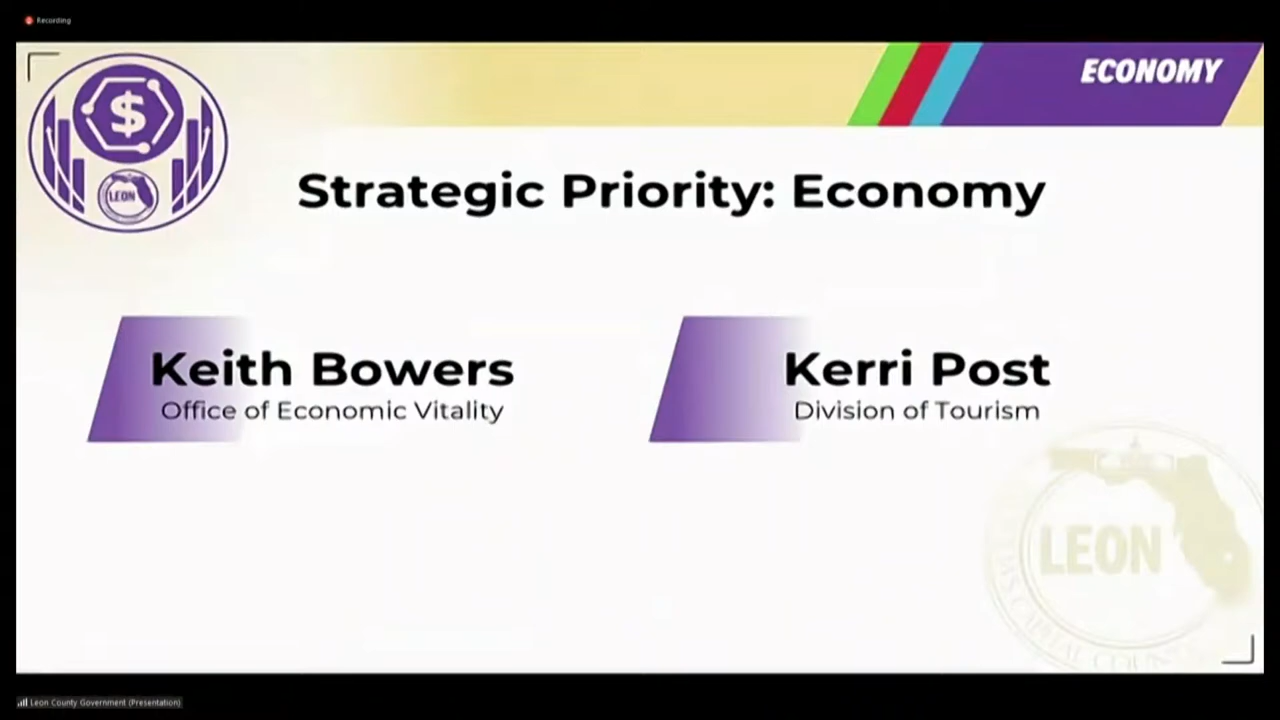 Recording
ECONOMY
$
LEON
Strategic Priority: Economy
Keith Bowers
Office of Economic Vitality
Kerri Post
Division of Tourism
LEON
Leon County Government (Presentation)